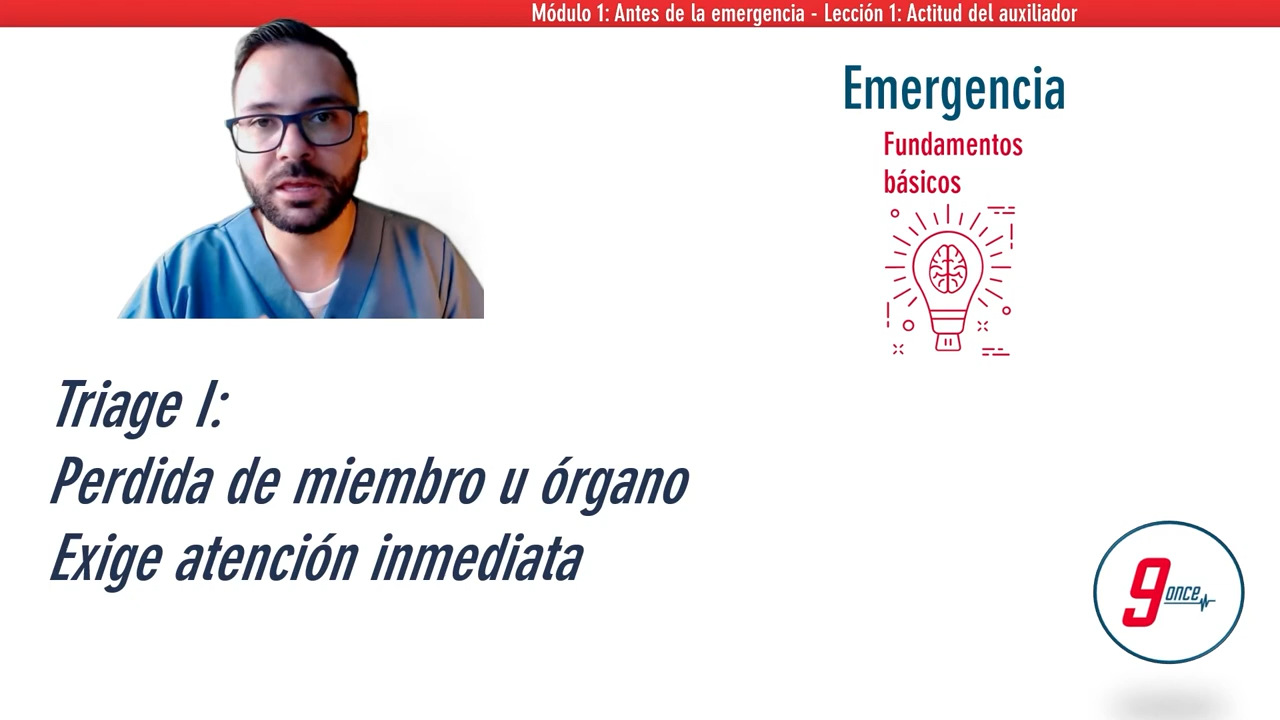 Módulo 1: Antes de la emergencia - Lección 1: Actitud del auxiliador
Emergencia
Fundamentos
básicos
Triage I:
Perdida de miembro u órgano
Exige atención inmediata
9 once